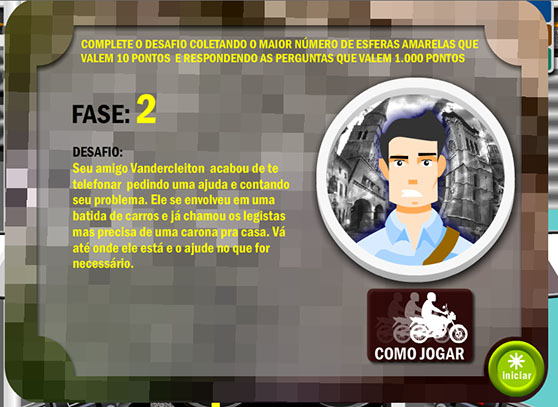 COMPLETE O DESAFIO COLETANDO O MAIOR NÚMERO DE ESFERAS AMARELAS QUE
VALEM 10 PONTOS E RESPONDENDO AS PERGUNTAS QUE VALEM 1.000 PONTOS
FASE: 2
DESAFIO:
Seu amigo Vandercleiton acabou de te
telefonar pedindo uma ajuda e contando
seu problema. Ele se envolveu em uma
batida de carros e já chamou os legistas
mas precisa de uma carona pra casa. Vá
até onde ele está e o ajude no que for
necessário.
COMO JOGAR
iniciar